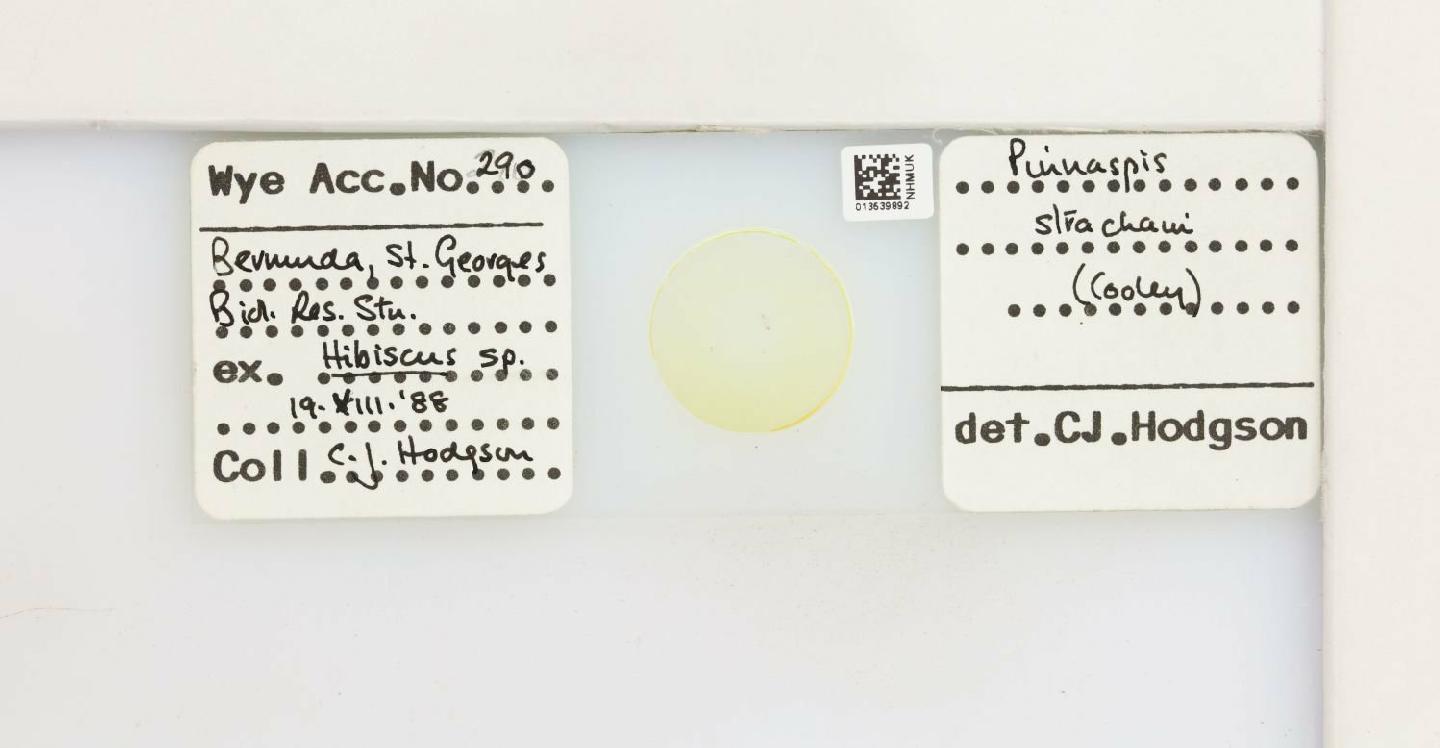 Wye Acc.No. 290
Bermuda, St. Georges
Biol. Res. Stn.
ex. Hibiscus sp.
19. VIII. '88
Coll. C. J. Hodgson
NHMUK
013639892
Pinnaspis
strachani
(Cooley)
det. CJ. Hodgson